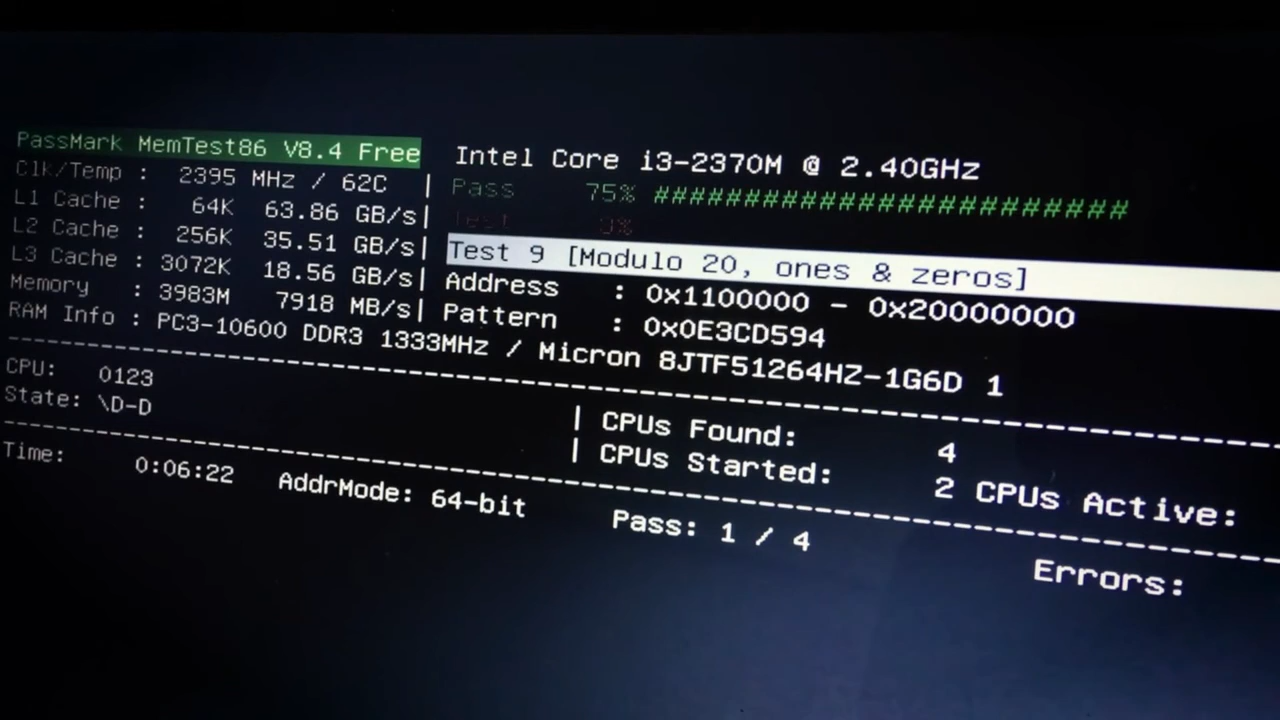 PassMark MemTest86 V8.4 Free
Intel Core i3-2370M @ 2.40GHz
Clk/Temp : 2395 MHz / 62C |
Pass 75% ##########################
L1 Cache : 64K 63.86 GB/s|
Test 0%
L2 Cache : 256K 35.51 GB/s|
Test 9 [Modulo 20, ones & zeros]
L3 Cache : 3072K 18.56 GB/s|
Address : 0x1100000 - 0x20000000
Memory : 3983M 7918 MB/s|
Pattern : 0x0E3CD594
RAM Info : PC3-10600 DDR3 1333MHz / Micron 8JTF51264HZ-1G6D 1
CPU: 0123
| CPUs Found: 4
State: \D-D
| CPUs Started: 2 CPUs Active:
Time: 0:06:22 AddrMode: 64-bit Pass: 1 / 4 Errors: